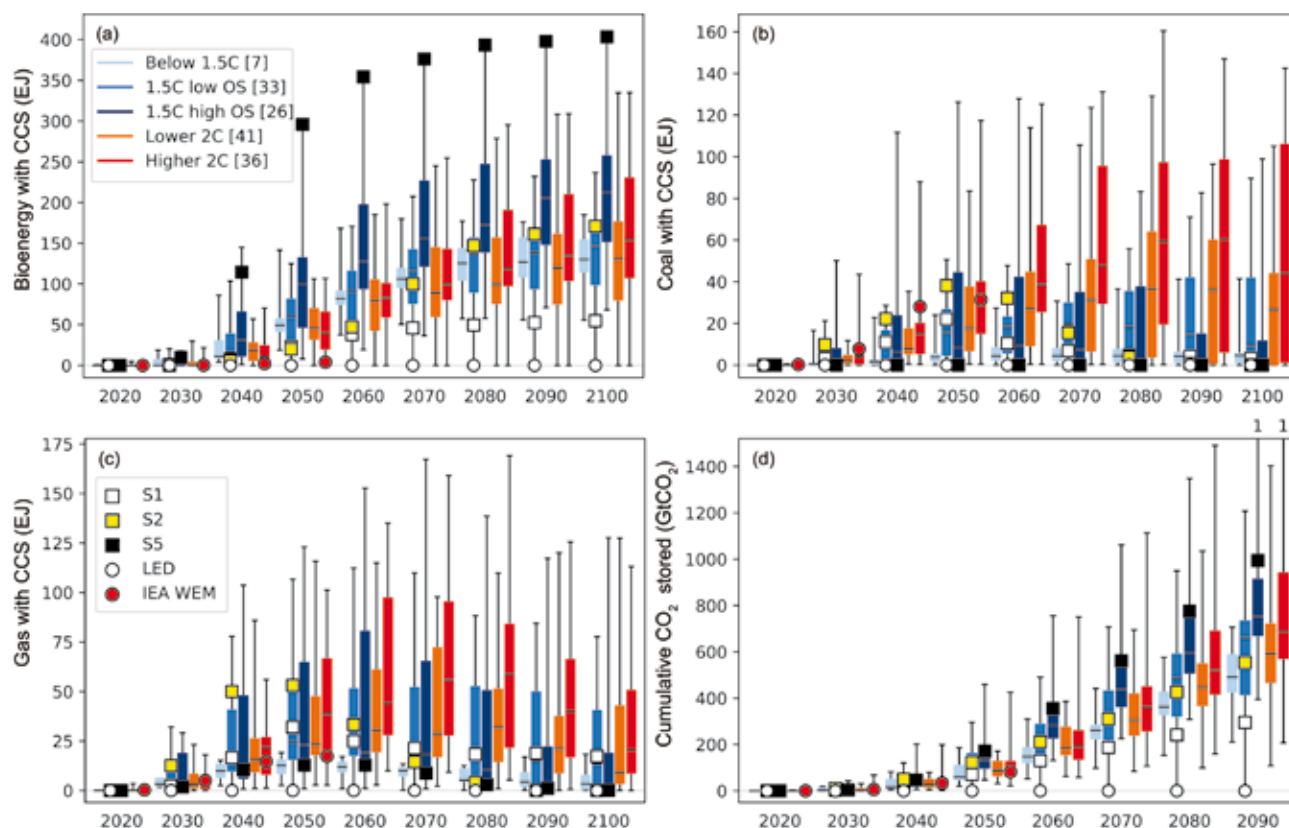 (a)
Bioenergy with CCS (EJ)
400
350
300
250
200
150
100
50
0
Below 1.5C [7]
1.5C low OS [33]
1.5C high OS [26]
Lower 2C [41]
Higher 2C [36]
2020 2030 2040 2050 2060 2070 2080 2090 2100
(b)
Coal with CCS (EJ)
160
140
120
100
80
60
40
20
0
2020 2030 2040 2050 2060 2070 2080 2090 2100
(c)
Gas with CCS (EJ)
175
150
125
100
75
50
25
0
S1
S2
S5
LED
IEA WEM
2020 2030 2040 2050 2060 2070 2080 2090 2100
(d)
Cumulative CO₂ stored (GtCO₂)
1 1
1400
1200
1000
800
600
400
200
0
2020 2030 2040 2050 2060 2070 2080 2090